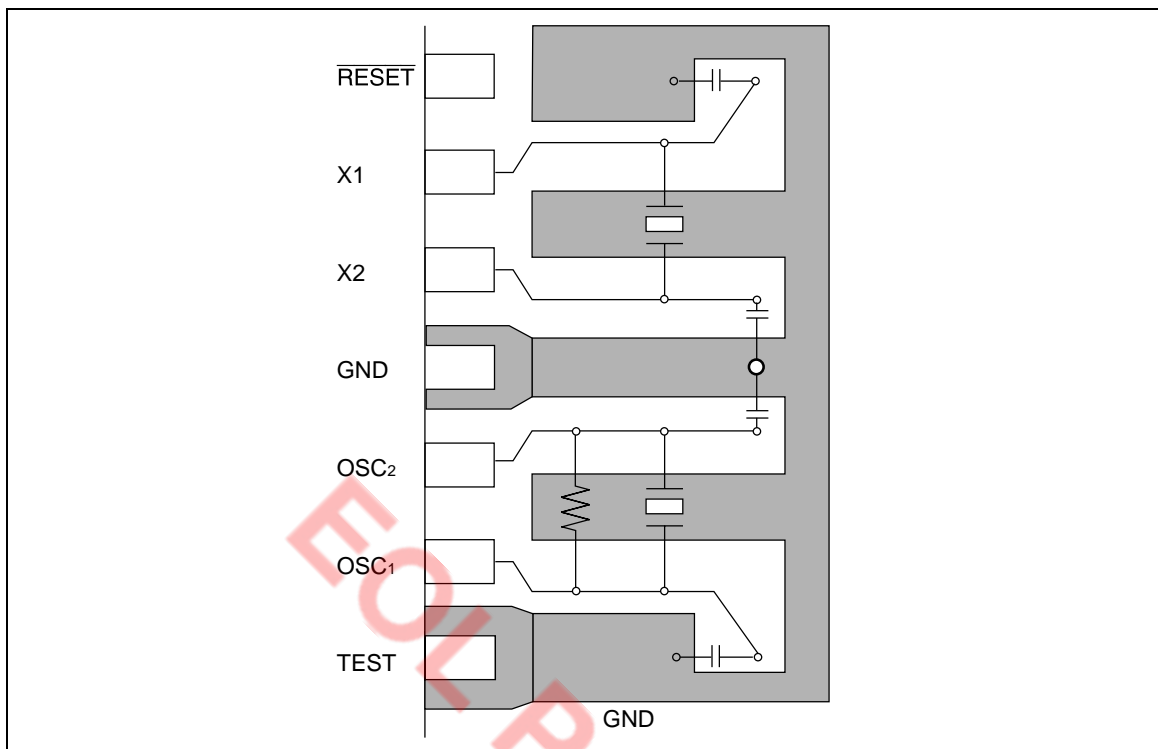 RESET
X1
X2
GND
OSC2
OSC1
TEST
GND
EOL P